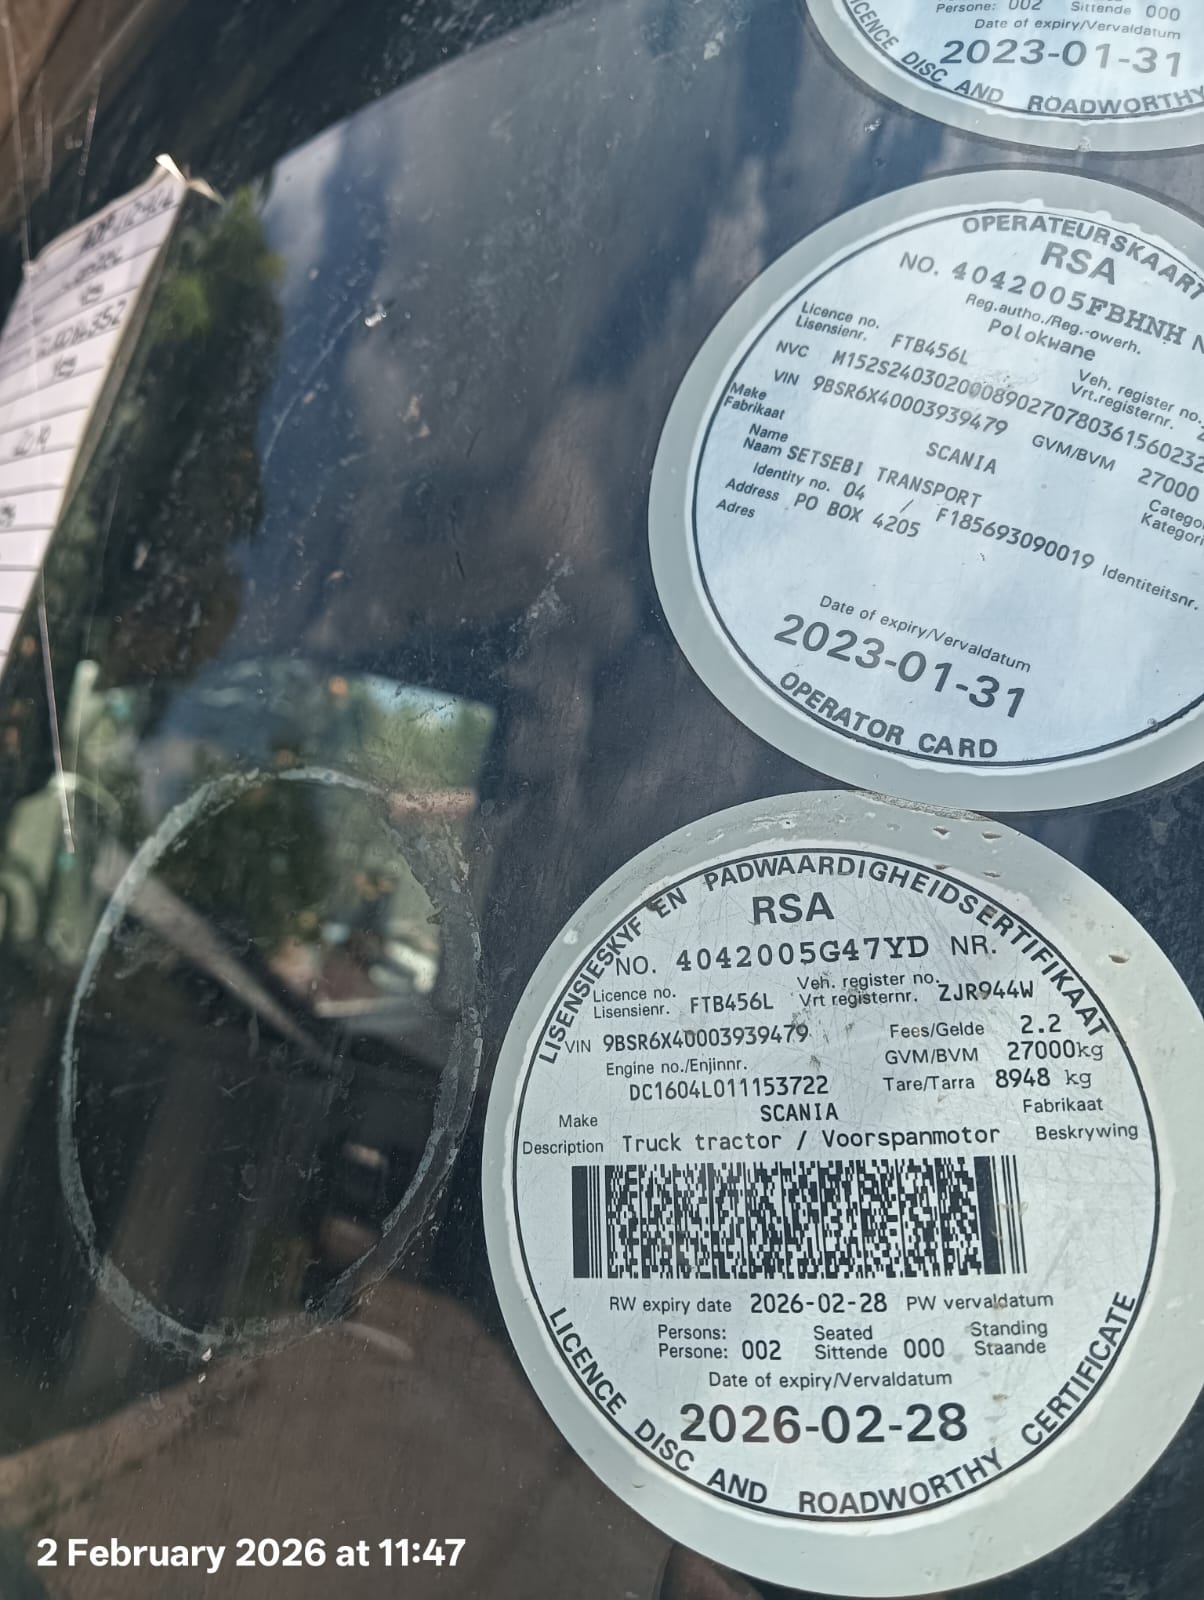 Persone: 002 Sittende 000
Date of expiry/Vervaldatum
2023-01-31
LICENCE DISC AND ROADWORTHY
OPERATEURSKAART
RSA
NO. 4042005FBHNH
Reg.autho./Reg.-owerh.
Polokwane
Licence no.
Lisensienr. FTB456L
Veh. register no.
Vrt.registernr.
NVC M152S240302000890270780361560232
VIN 9BSR6X40003939479 GVM/BVM 27000
Make
Fabrikaat SCANIA
Name
Naam SETSEBI TRANSPORT
Identity no. 04 / F185693090019 Identiteitsnr.
Address PO BOX 4205
Adres
Date of expiry/Vervaldatum
2023-01-31
OPERATOR CARD
LISENSIESKYF EN PADWAARDIGHEIDSERTIFIKAAT
RSA
NO. 4042005G47YD NR.
Licence no.
Lisensienr. FTB456L
Veh. register no.
Vrt registernr. ZJR944W
VIN 9BSR6X40003939479 Fees/Gelde 2.2
Engine no./Enjinnr. GVM/BVM 27000kg
DC1604L011153722 Tare/Tarra 8948 kg
Make SCANIA Fabrikaat
Description Truck tractor / Voorspanmotor Beskrywing
RW expiry date 2026-02-28 PW vervaldatum
Persons: Seated Standing
Persone: 002 Sittende 000 Staande
Date of expiry/Vervaldatum
2026-02-28
LICENCE DISC AND ROADWORTHY CERTIFICATE
2 February 2026 at 11:47